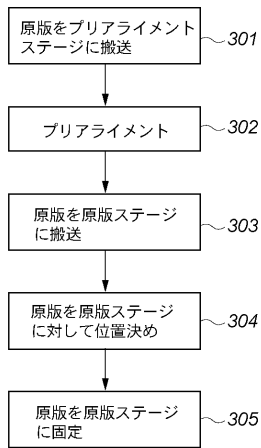 原版をプリアライメント
ステージに搬送
301
プリアライメント
302
原版を原版ステージ
に搬送
303
原版を原版ステージ
に対して位置決め
304
原版を原版ステージ
に固定
305